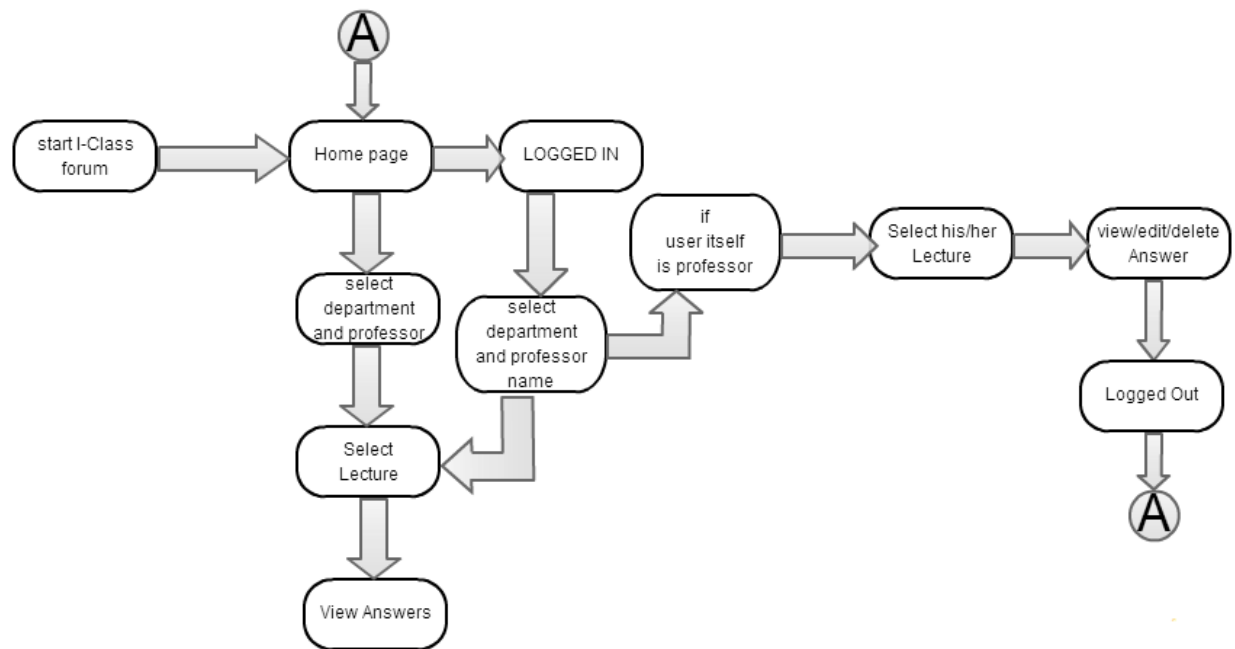 A
start I-Class
forum
Home page
LOGGED IN
if
user itself
is professor
Select his/her
Lecture
view/edit/delete
Answer
select
department
and professor
select
department
and professor
name
Logged Out
Select
Lecture
A
View Answers